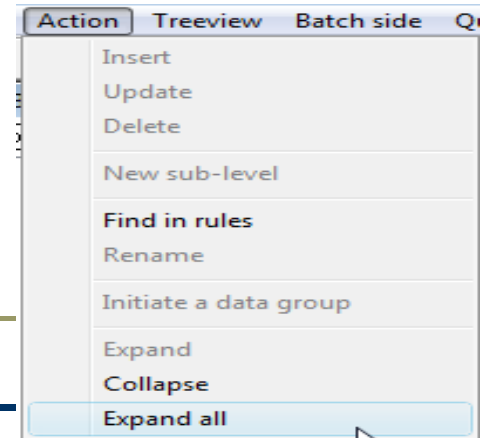 Action Treeview Batch side
Insert
Update
Delete
New sub-level
Find in rules
Rename
Initiate a data group
Expand
Collapse
Expand all